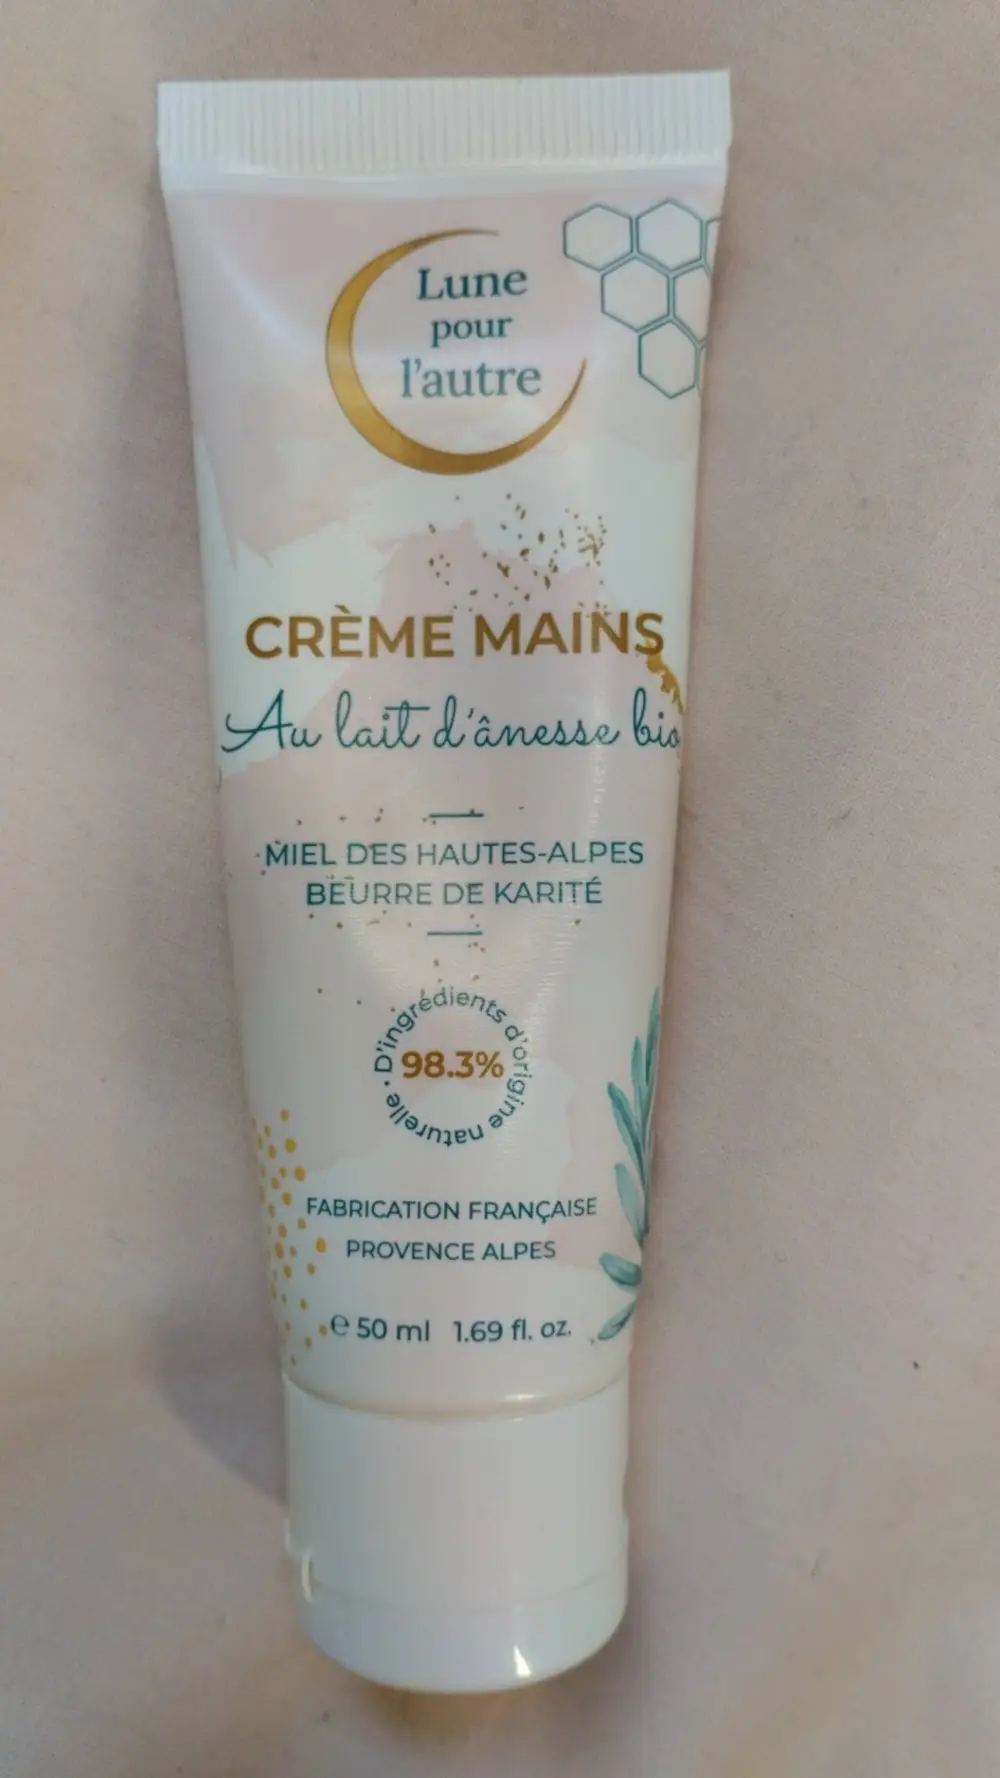 Lune
pour
l'autre
CRÈME MAINS
Au lait d'ânesse bio
MIEL DES HAUTES-ALPES
BEURRE DE KARITÉ
D'ingrédients d'origine naturelle •
98.3%
FABRICATION FRANÇAISE
PROVENCE ALPES
℮ 50 ml 1.69 fl. oz.